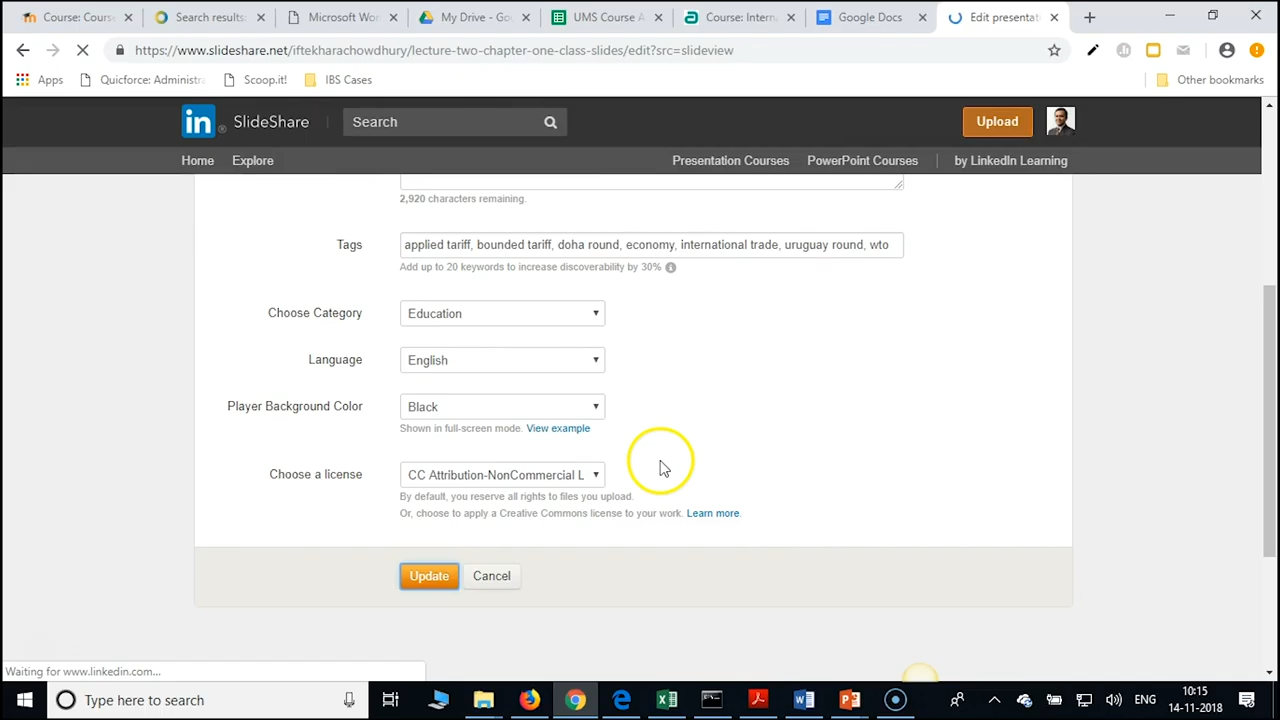 Course: Course
Search results:
Microsoft Wor
My Drive - Goo
UMS Course A
Course: Intern
Google Docs
Edit presentat
https://www.slideshare.net/iftekharachowdhury/lecture-two-chapter-one-class-slides/edit?src=slideview
Apps
Quicforce: Administra
Scoop.it!
IBS Cases
Other bookmarks
in SlideShare
Search
Upload
Home
Explore
Presentation Courses
PowerPoint Courses
by LinkedIn Learning
2,920 characters remaining.
Tags
applied tariff, bounded tariff, doha round, economy, international trade, uruguay round, wto
Add up to 20 keywords to increase discoverability by 30%
Choose Category
Education
Language
English
Player Background Color
Black
Shown in full-screen mode. View example
Choose a license
CC Attribution-NonCommercial L
By default, you reserve all rights to files you upload.
Or, choose to apply a Creative Commons license to your work. Learn more.
Update
Cancel
Waiting for www.linkedin.com...
Type here to search
ENG
10:15
14-11-2018